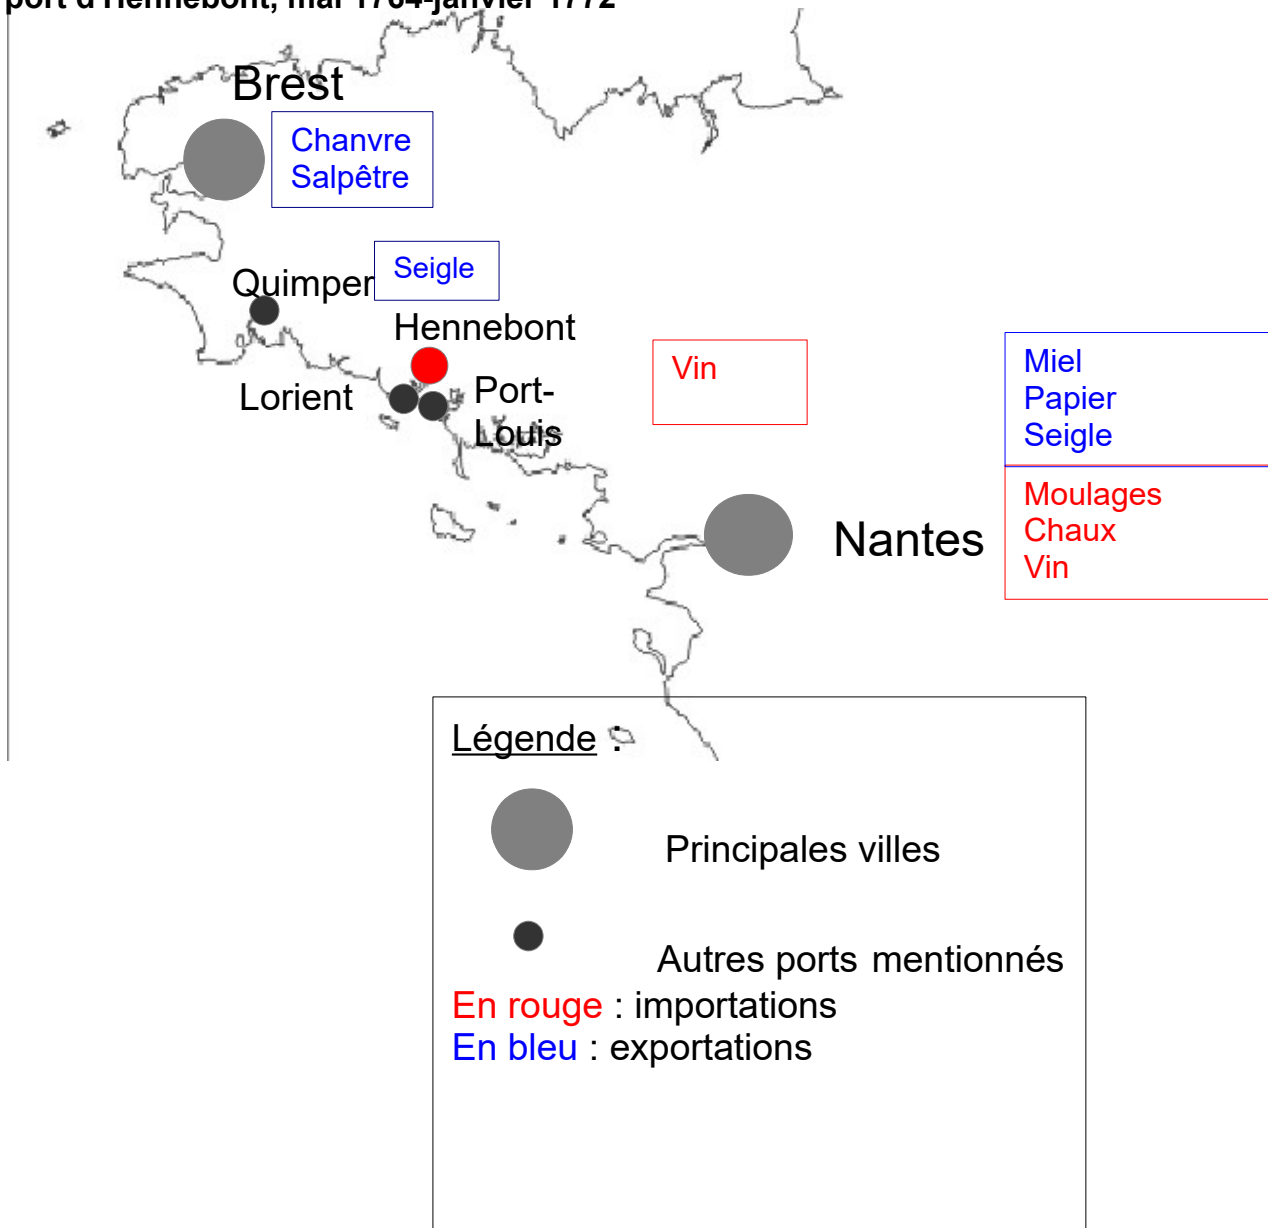 port d'Hennebont, mai 1764-janvier 1772
Brest
Chanvre
Salpêtre
Quimper
Seigle
Hennebont
Lorient
Port-
Louis
Vin
Miel
Papier
Seigle
Moulages
Chaux
Vin
Nantes
Légende :
Principales villes
Autres ports mentionnés
En rouge : importations
En bleu : exportations